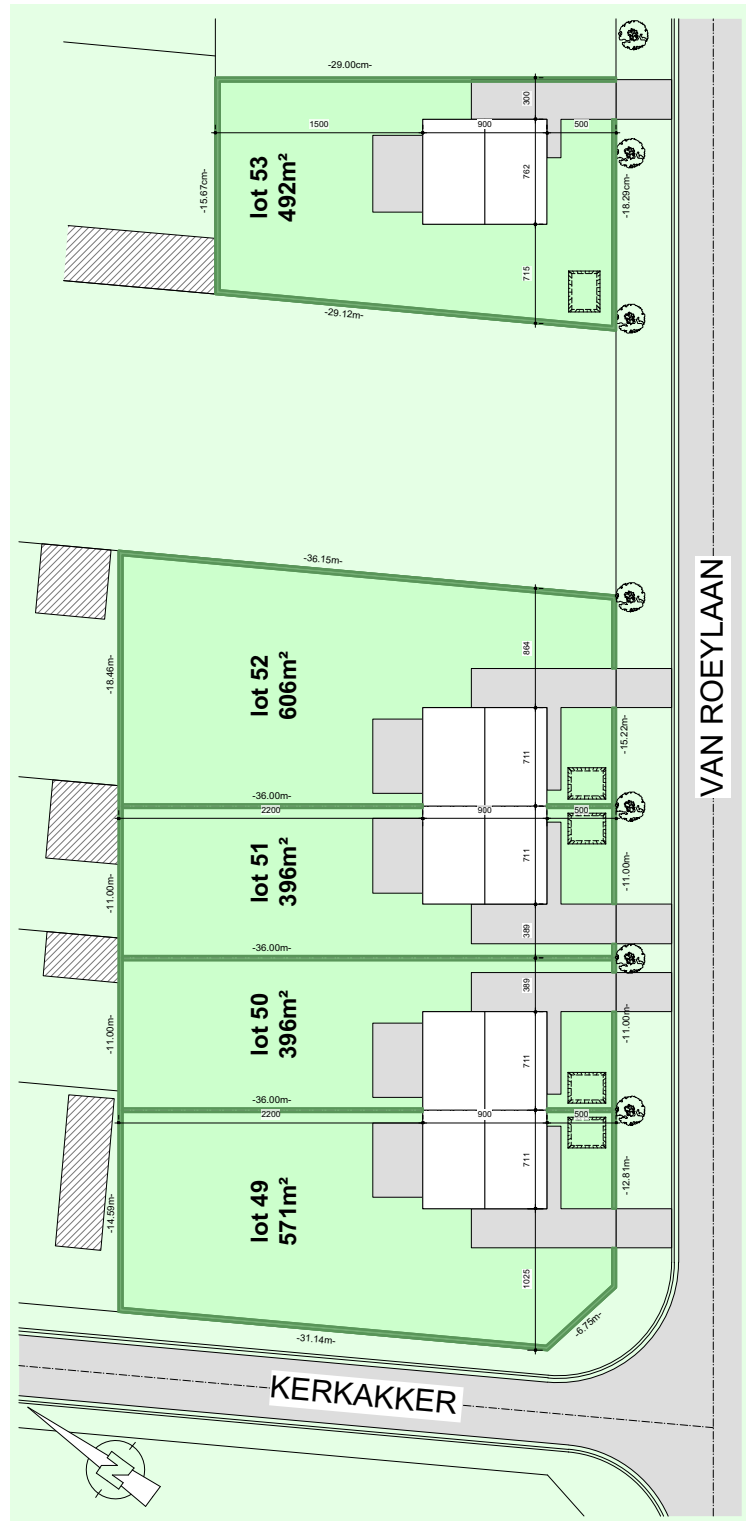 -29.00cm-
300
1500
900
500
-15.67cm-
lot 53
492m²
762
-18.29cm-
715
-29.12m-
-36.15m-
864
-18.46m-
lot 52
606m²
711
-15.22m-
VAN ROEYLAAN
-36.00m-
2200
900
500
-11.00m-
lot 51
396m²
711
-11.00m-
389
-36.00m-
389
-11.00m-
lot 50
396m²
711
-11.00m-
-36.00m-
2200
900
500
-14.59m-
lot 49
571m²
711
-12.81m-
1025
-6.75m-
-31.14m-
KERKAKKER
N